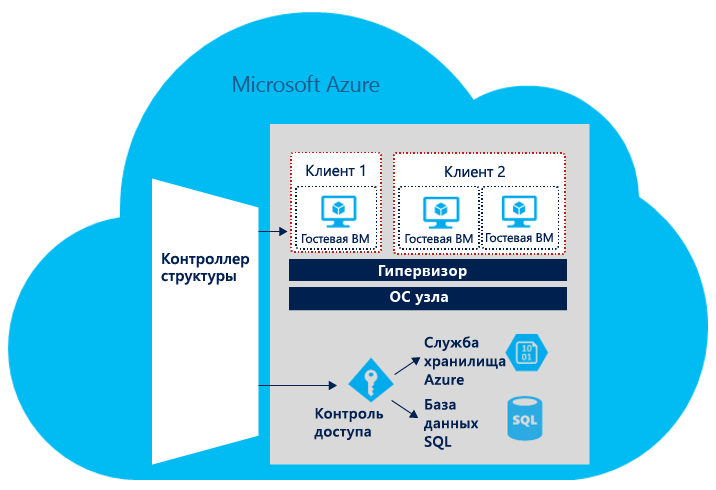 Microsoft Azure
Клиент 1
Клиент 2
Гостевая ВМ
Гостевая ВМ
Гостевая ВМ
Контроллер
структуры
Гипервизор
ОС узла
Служба
хранилища
Azure
10
01
Контроль
доступа
База
данных
SQL
SQL